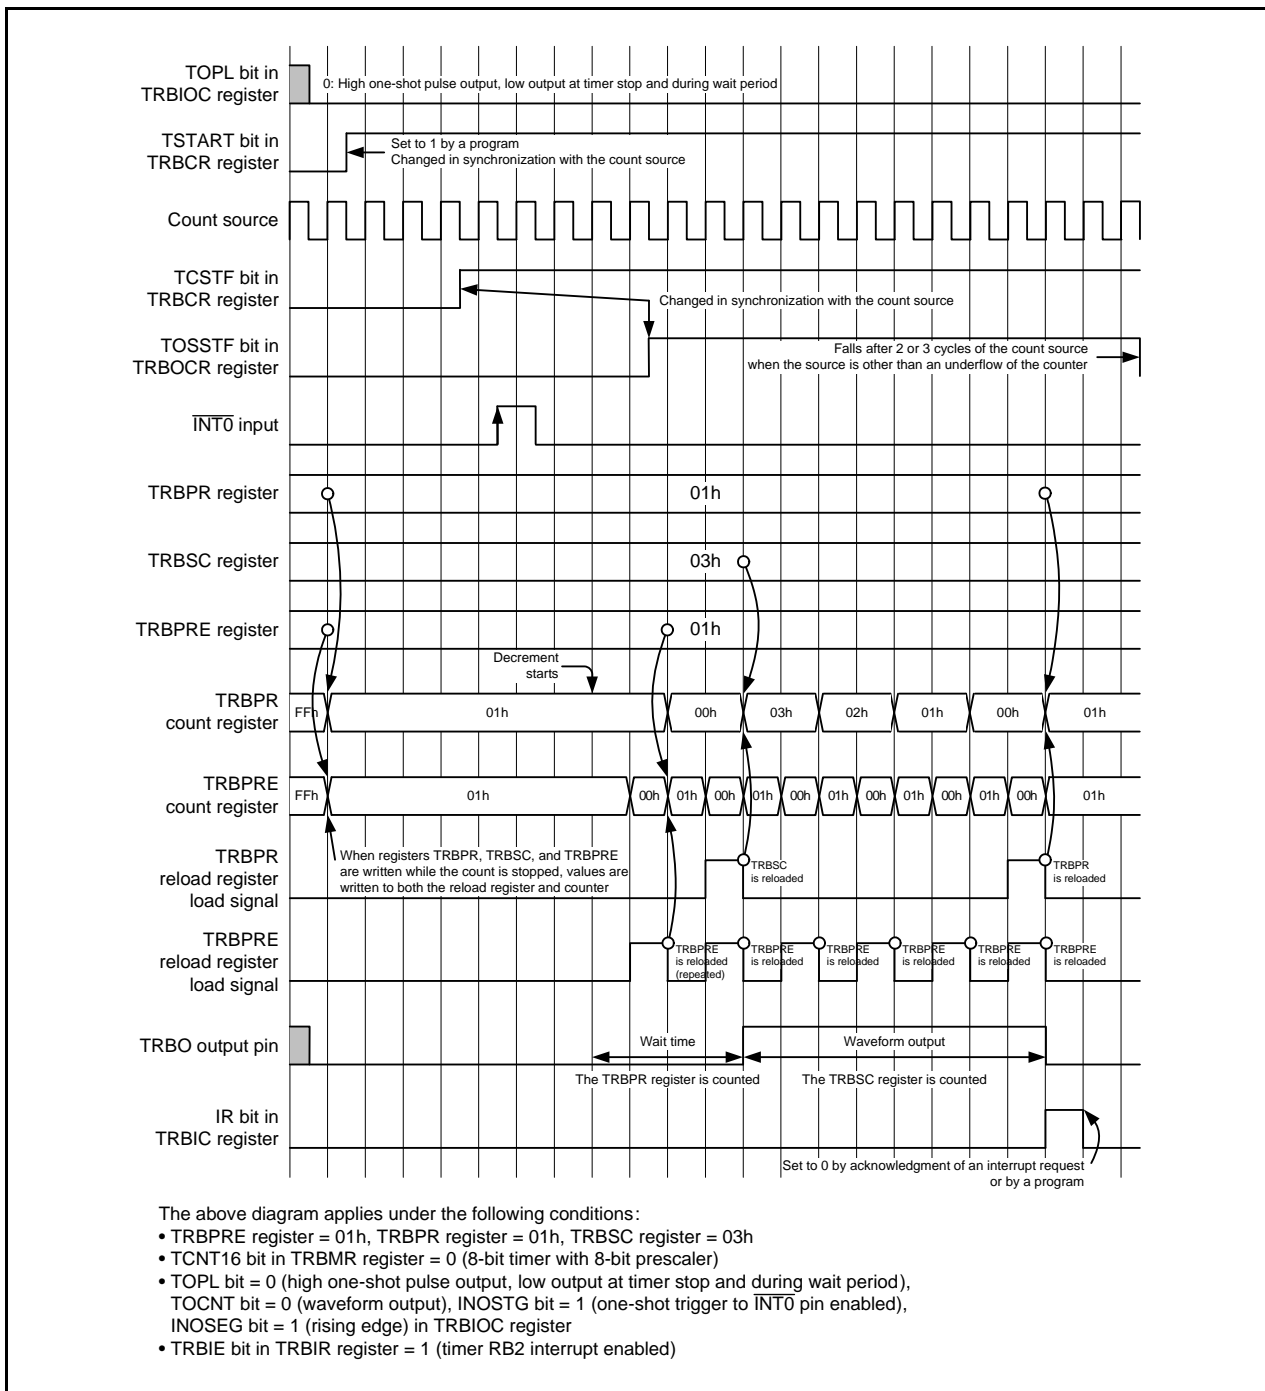 TOPL bit in
TRBIOC register
0: High one-shot pulse output, low output at timer stop and during wait period
TSTART bit in
TRBCR register
Set to 1 by a program
Changed in synchronization with the count source
Count source
TCSTF bit in
TRBCR register
Changed in synchronization with the count source
TOSSTF bit in
TRBOCR register
Falls after 2 or 3 cycles of the count source
when the source is other than an underflow of the counter
INT0 input
TRBPR register
01h
TRBSC register
03h
TRBPRE register
01h
Decrement
starts
TRBPR
count register
FFh 01h 00h 03h 02h 01h 00h 01h
TRBPRE
count register
FFh 01h 00h 01h 00h 01h 00h 01h 00h 01h 00h 01h 00h 01h
TRBPR
reload register
load signal
When registers TRBPR, TRBSC, and TRBPRE
are written while the count is stopped, values are
written to both the reload register and counter
TRBSC
is reloaded
TRBPR
is reloaded
TRBPRE
reload register
load signal
TRBPRE
is reloaded
(repeated)
TRBPRE
is reloaded
TRBPRE
is reloaded
TRBPRE
is reloaded
TRBPRE
is reloaded
TRBPRE
is reloaded
TRBO output pin
Wait time
Waveform output
The TRBPR register is counted
The TRBSC register is counted
IR bit in
TRBIC register
Set to 0 by acknowledgment of an interrupt request
or by a program
The above diagram applies under the following conditions:
• TRBPRE register = 01h, TRBPR register = 01h, TRBSC register = 03h
• TCNT16 bit in TRBMR register = 0 (8-bit timer with 8-bit prescaler)
• TOPL bit = 0 (high one-shot pulse output, low output at timer stop and during wait period),
TOCNT bit = 0 (waveform output), INOSTG bit = 1 (one-shot trigger to INT0 pin enabled),
INOSEG bit = 1 (rising edge) in TRBIOC register
• TRBIE bit in TRBIR register = 1 (timer RB2 interrupt enabled)